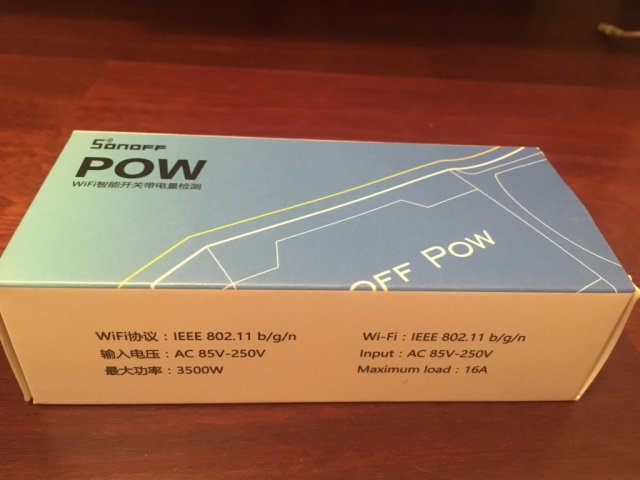 SONOFF
POW
WiFi智能开关带电量检测
OFF POW
WiFi协议：IEEE 802.11 b/g/n
输入电压：AC 85V-250V
最大功率：3500W
Wi-Fi：IEEE 802.11 b/g/n
Input：AC 85V-250V
Maximum load：16A